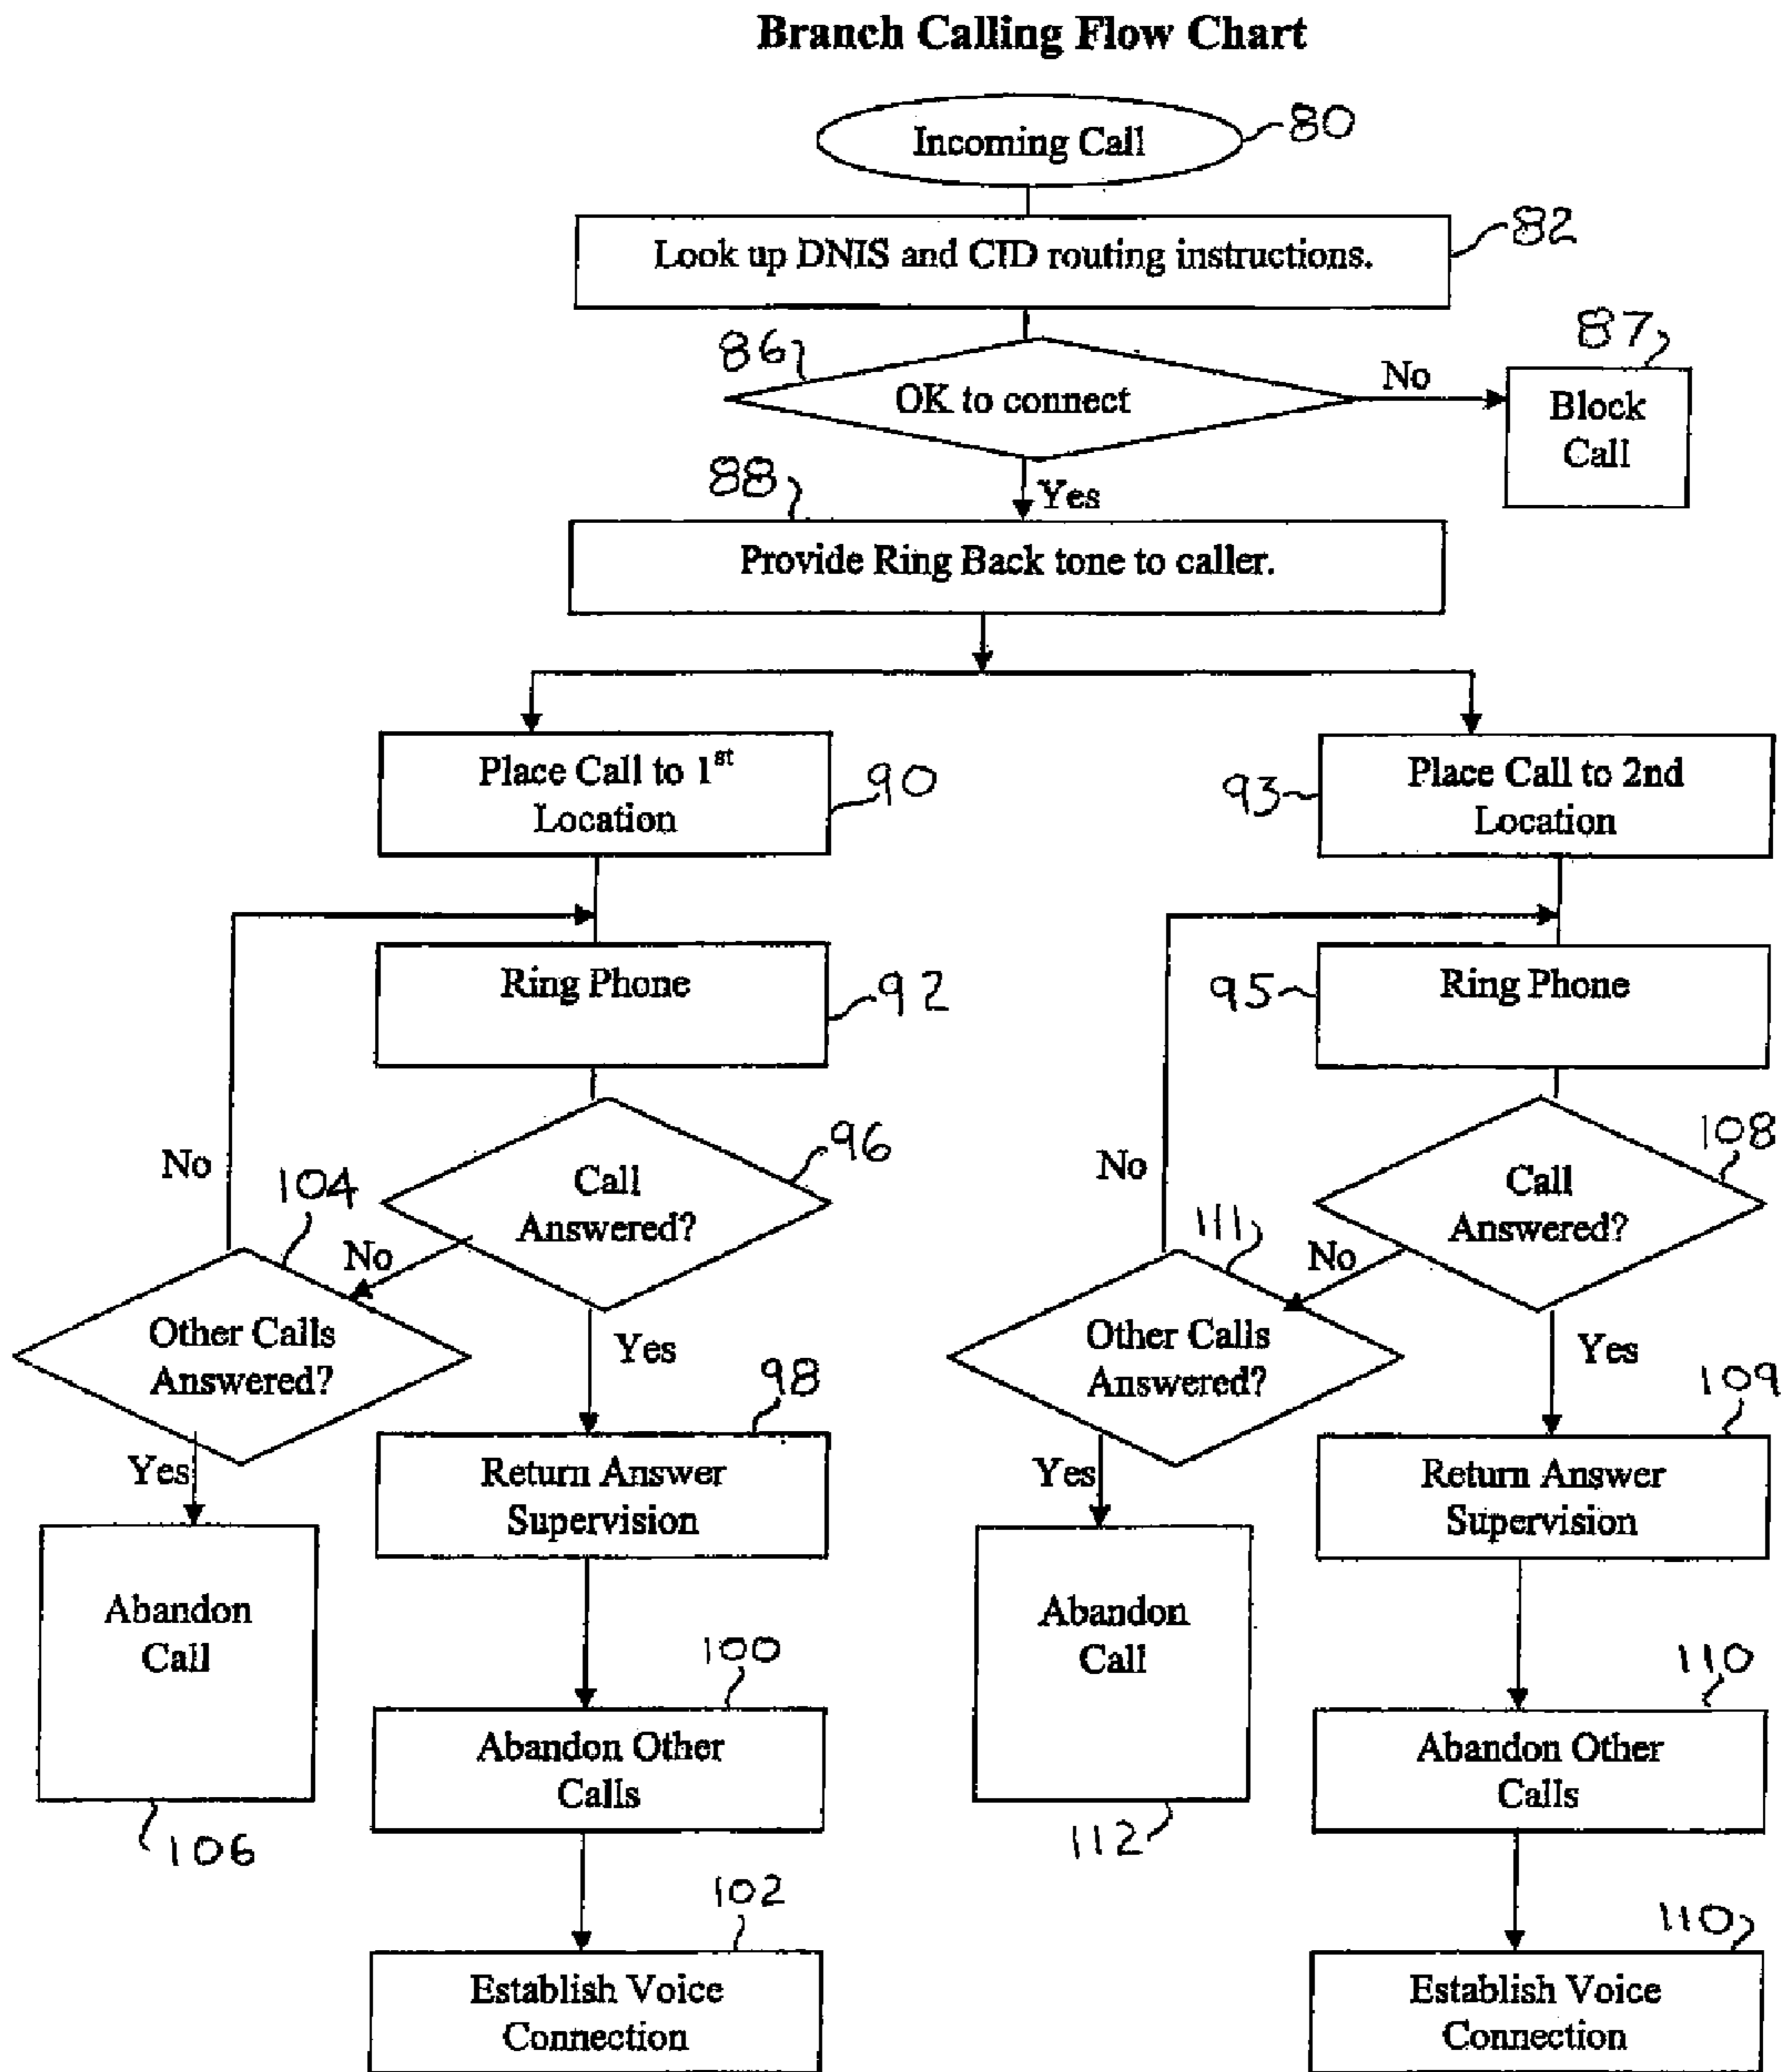 Branch Calling Flow Chart
Incoming Call
80
Look up DNIS and CID routing instructions.
82
86
OK to connect
No
87
Block
Call
88
Yes
Provide Ring Back tone to caller.
Place Call to 1st
Location
90
93
Place Call to 2nd
Location
Ring Phone
92
95
Ring Phone
No
104
Call
Answered?
96
No
No
111
Call
Answered?
108
No
Other Calls
Answered?
Yes
98
Other Calls
Answered?
Yes
109
Yes
Return Answer
Supervision
Yes
Return Answer
Supervision
Abandon
Call
106
100
Abandon Other
Calls
Abandon
Call
112
110
Abandon Other
Calls
102
Establish Voice
Connection
110
Establish Voice
Connection